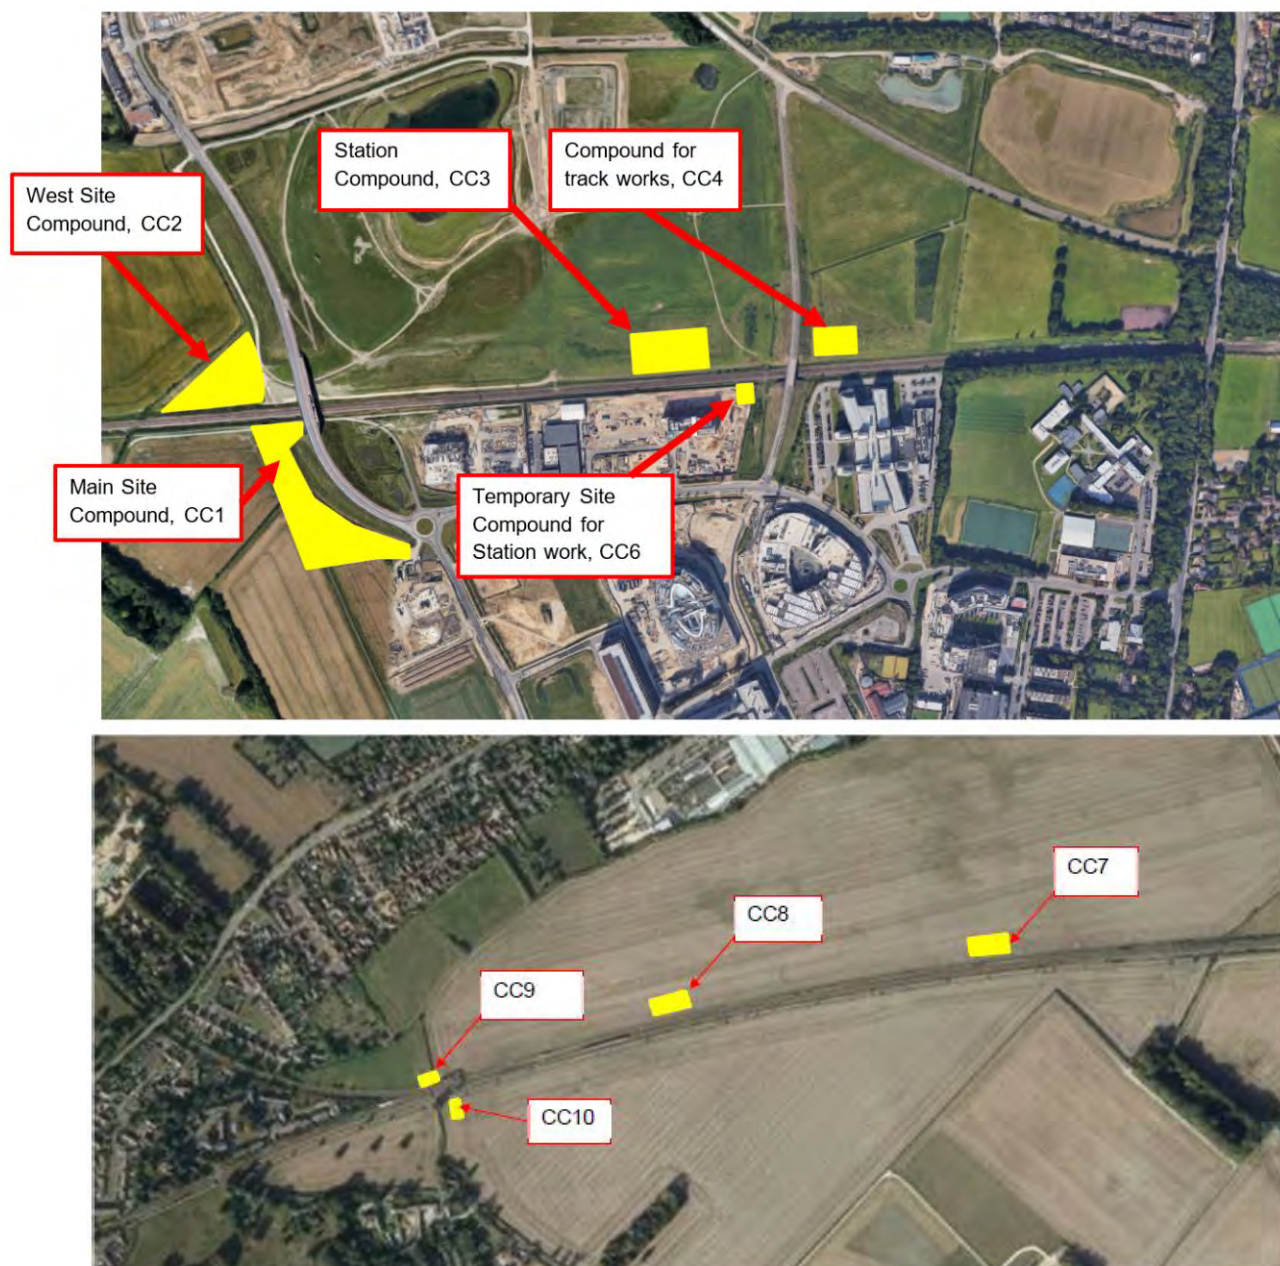 Station
Compound, CC3
Compound for
track works, CC4
West Site
Compound, CC2
Main Site
Compound, CC1
Temporary Site
Compound for
Station work, CC6
CC7
CC8
CC9
CC10